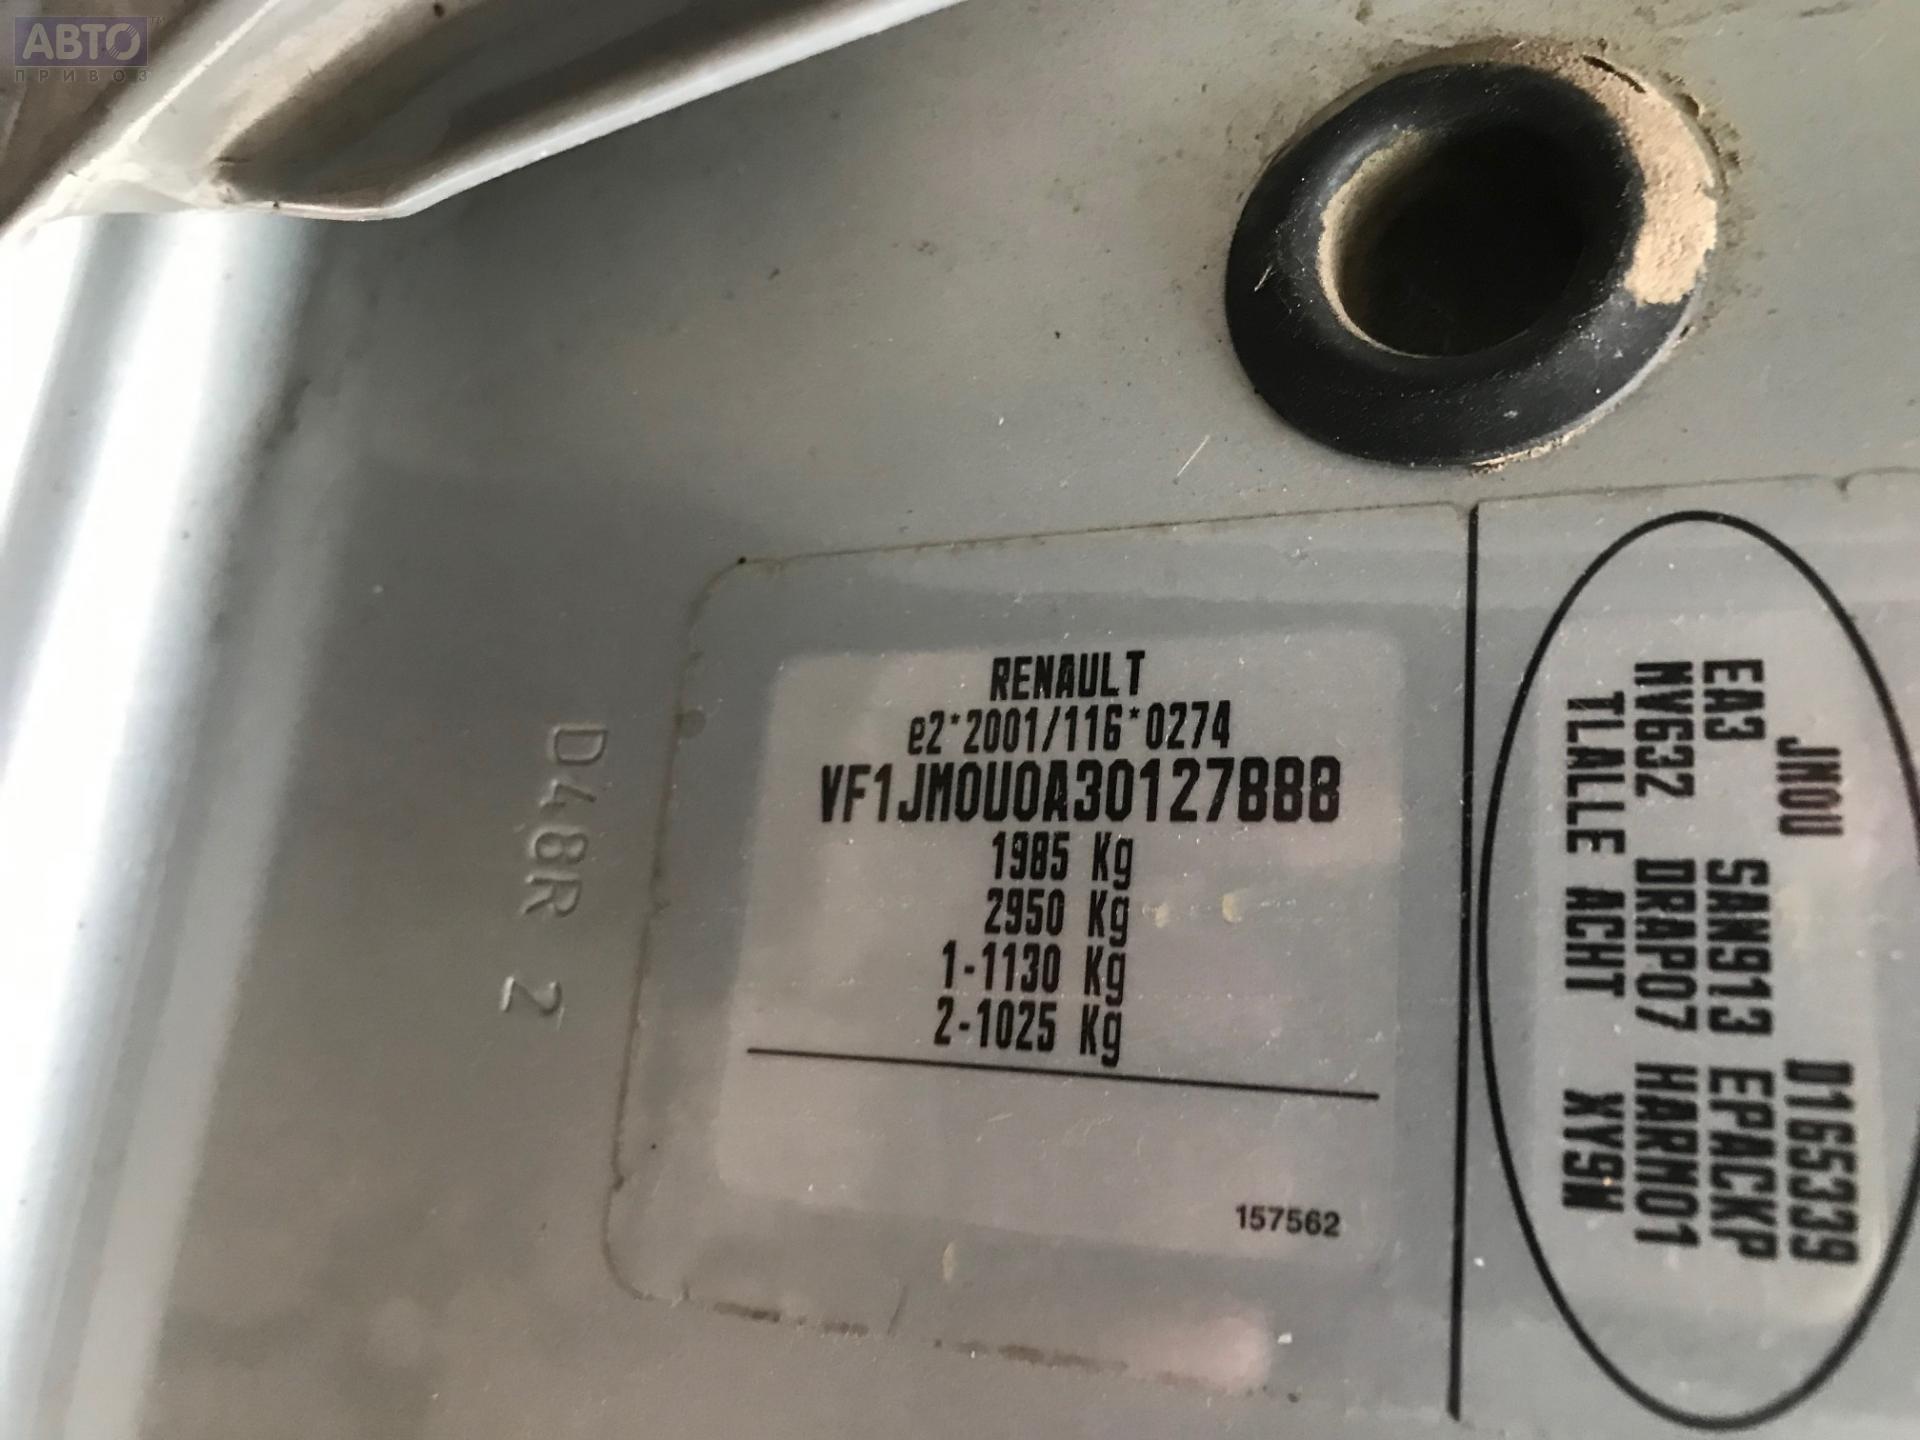 АВТО
ПРИВОЗ
D48R 2
RENAULT
e2*2001/116*0274
VF1JM0U0A30127888
1985 Kg
2950 Kg
1-1130 Kg
2-1025 Kg
157562
JM0U D165339
EA3 SAN913 EPACKP
NV632 DRAP07 HARM01
TLALLE ACHT XY9W